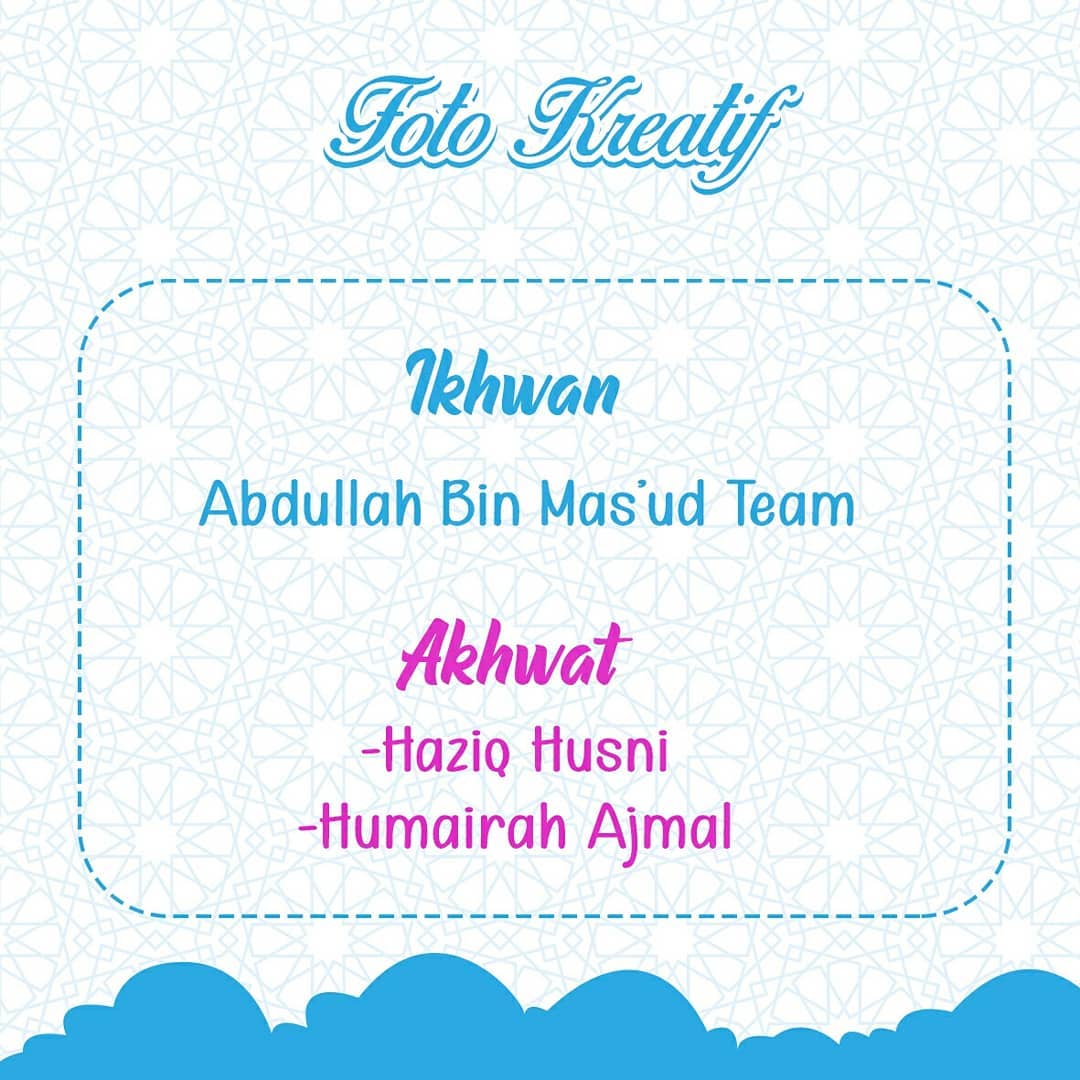 Foto Kreatif
Ikhwan
Abdullah Bin Mas'ud Team
Akhwat
-Haziq Husni
-Humairah Ajmal